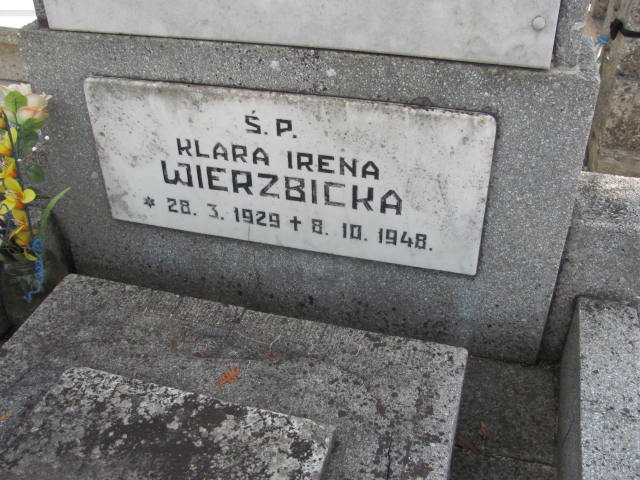 Ś. P.
KLARA IRENA
WIERZBICKA
* 28. 3. 1929 ✝ 8. 10. 1948.